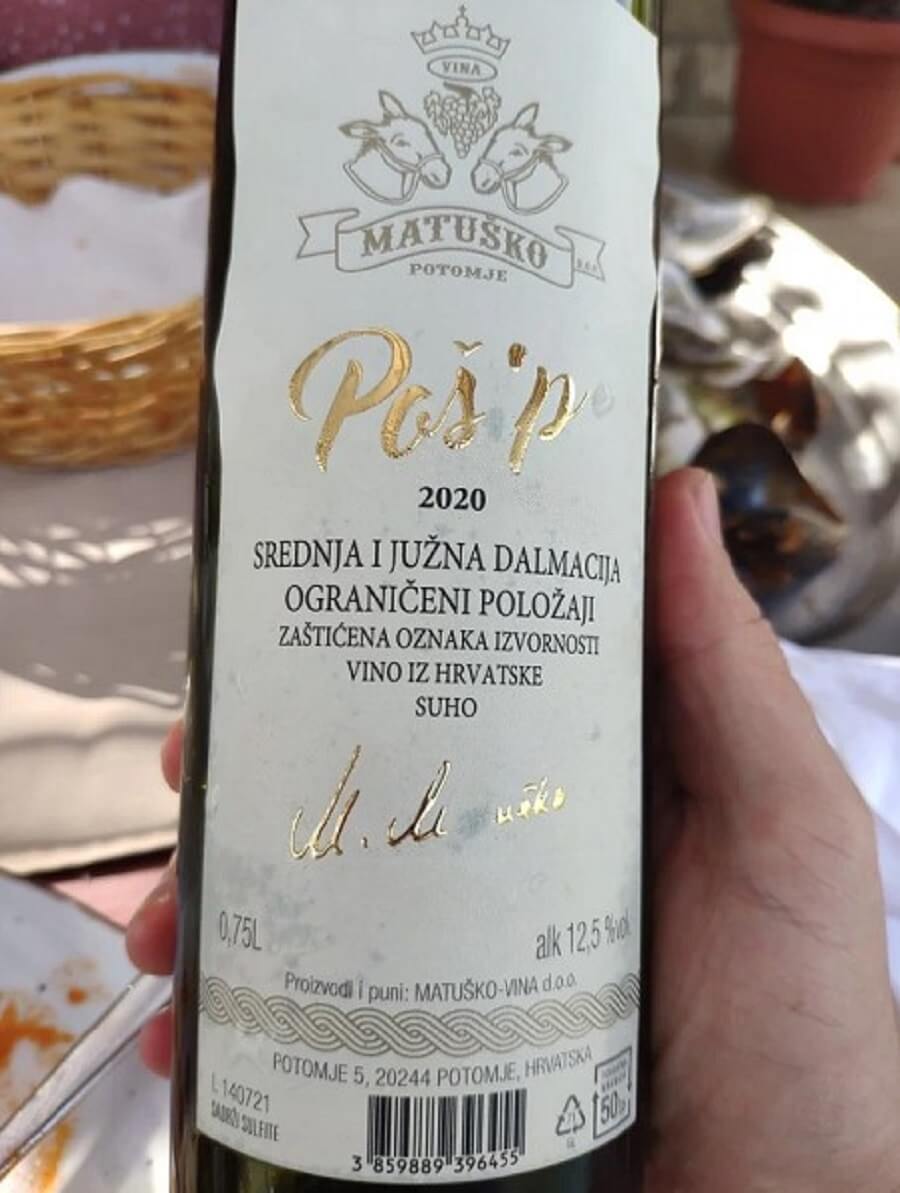 VINA
MATUŠKO
d.o.o.
POTOMJE
Poš'p
2020
SREDNJA I JUŽNA DALMACIJA
OGRANIČENI POLOŽAJI
ZAŠTIĆENA OZNAKA IZVORNOSTI
VINO IZ HRVATSKE
SUHO
0,75L
alk 12,5 %vol
Proizvodi i puni: MATUŠKO-VINA d.o.o.
POTOMJE 5, 20244 POTOMJE, HRVATSKA
L 140721
SADRŽI SULFITE
3 859889 396455